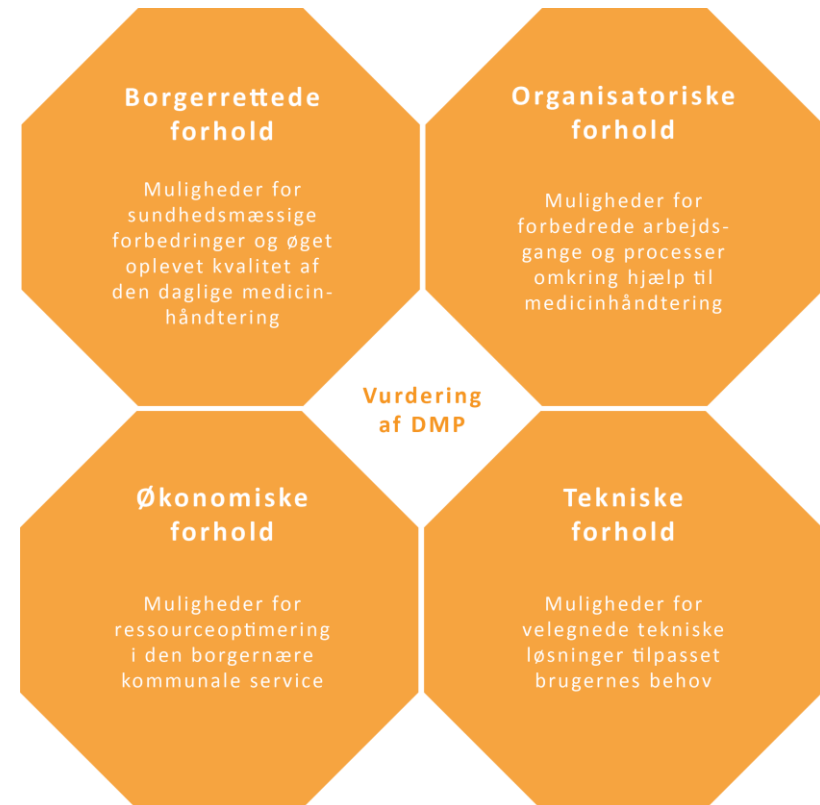 Borgerrettede
forhold
Muligheder for
sundhedsmæssige
forbedringer og øget
oplevet kvalitet af
den daglige medicin-
håndtering
Organisatoriske
forhold
Muligheder for
forbedrede arbejds-
gange og processer
omkring hjælp til
medicinhåndtering
Vurdering
af DMP
Økonomiske
forhold
Muligheder for
ressourceoptimering
i den borgernære
kommunale service
Tekniske
forhold
Muligheder for
velegnede tekniske
løsninger tilpasset
brugernes behov